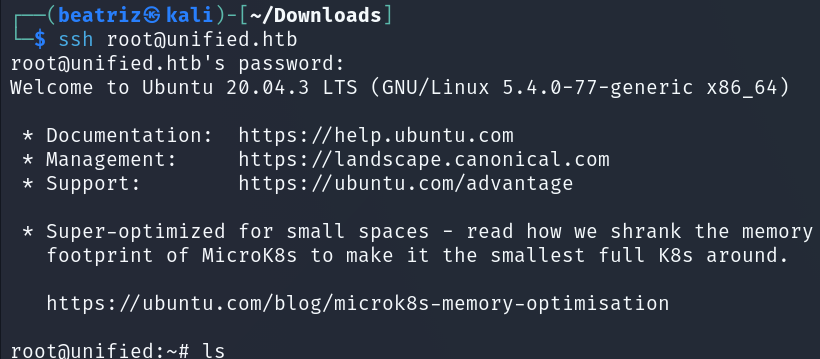 ┌──(beatriz㉿kali)-[~/Downloads]
└─$ ssh root@unified.htb
root@unified.htb's password:
Welcome to Ubuntu 20.04.3 LTS (GNU/Linux 5.4.0-77-generic x86_64)
* Documentation:  https://help.ubuntu.com
* Management:     https://landscape.canonical.com
* Support:        https://ubuntu.com/advantage
* Super-optimized for small spaces - read how we shrank the memory
footprint of MicroK8s to make it the smallest full K8s around.
https://ubuntu.com/blog/microk8s-memory-optimisation
root@unified:~# ls